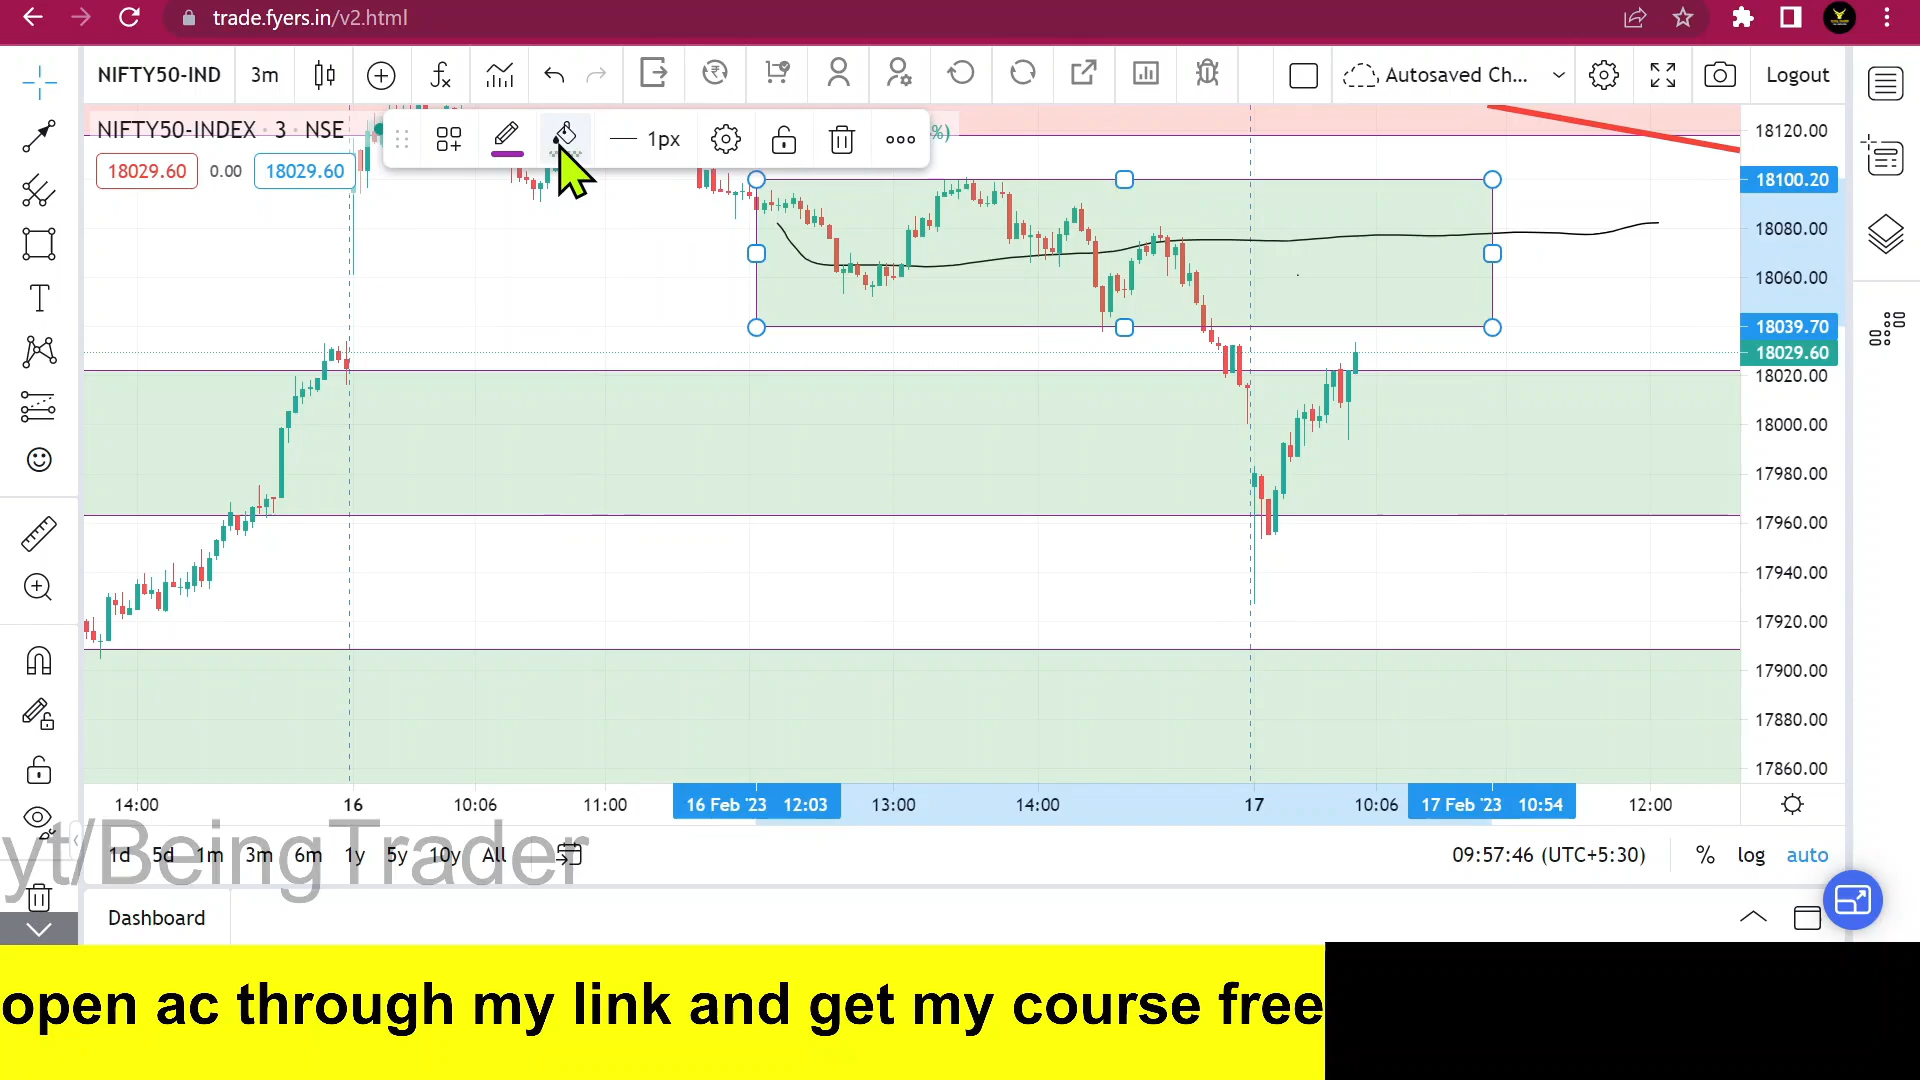 trade.fyers.in/v2.html
NIFTY50-IND 3m Autosaved Ch... Logout
NIFTY50-INDEX · 3 · NSE 1px %)
18029.60 0.00 18029.60
18120.00
18100.20
18080.00
18060.00
18039.70
18029.60
18020.00
18000.00
17980.00
17960.00
17940.00
17920.00
17900.00
17880.00
17860.00
14:00 16 10:06 11:00 16 Feb '23 12:03 13:00 14:00 17 10:06 17 Feb '23 10:54 12:00
yt/BeingTrader
1d 5d 1m 3m 6m 1y 5y 10y All 09:57:46 (UTC+5:30) % log auto
Dashboard
open ac through my link and get my course free